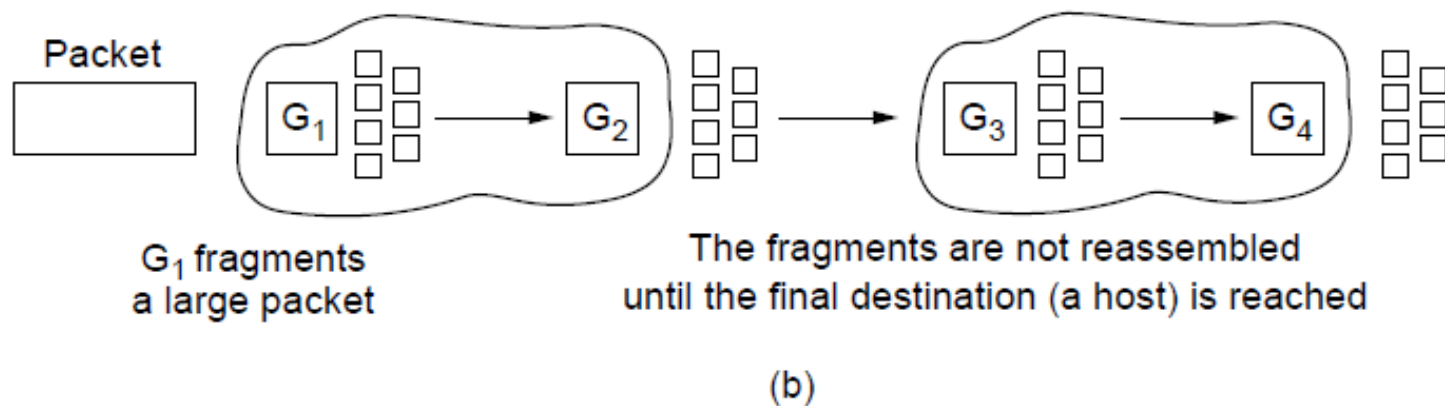 Packet
G1
G2
G3
G4
G1 fragments
a large packet
The fragments are not reassembled
until the final destination (a host) is reached
(b)